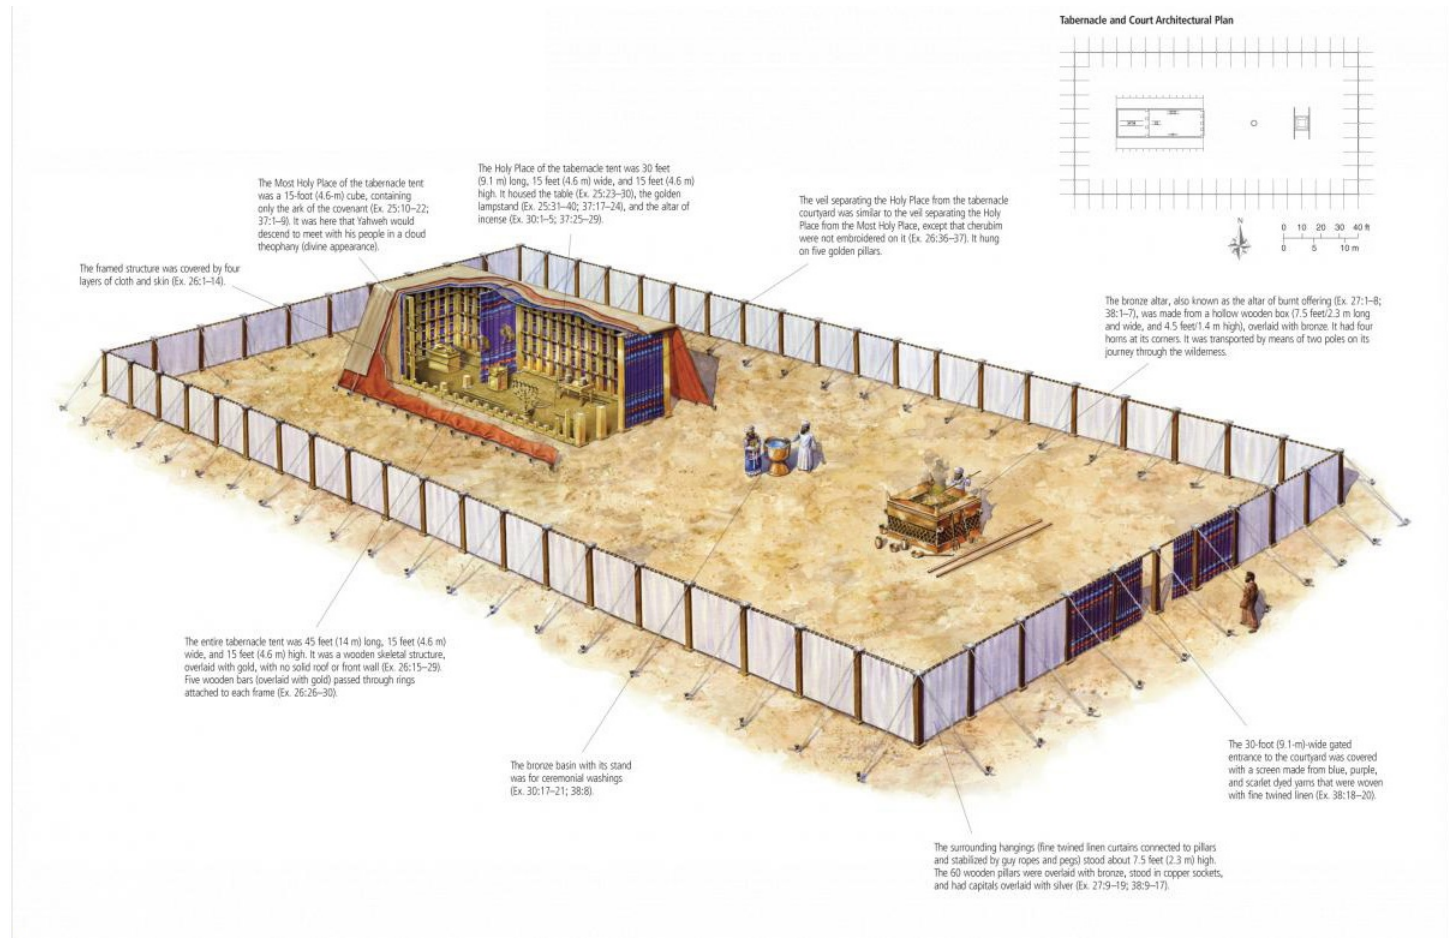 Tabernacle and Court Architectural Plan
N
0 10 20 30 40 ft
0 5 10 m
The Most Holy Place of the tabernacle tent
was a 15-foot (4.6-m) cube, containing
only the ark of the covenant (Ex. 25:10–22;
37:1–9). It was here that Yahweh would
descend to meet with his people in a cloud
theophany (divine appearance).
The Holy Place of the tabernacle tent was 30 feet
(9.1 m) long, 15 feet (4.6 m) wide, and 15 feet (4.6 m)
high. It housed the table (Ex. 25:23–30), the golden
lampstand (Ex. 25:31–40; 37:17–24), and the altar of
incense (Ex. 30:1–5; 37:25–29).
The veil separating the Holy Place from the tabernacle
courtyard was similar to the veil separating the Holy
Place from the Most Holy Place, except that cherubim
were not embroidered on it (Ex. 26:36–37). It hung
on five golden pillars.
The framed structure was covered by four
layers of cloth and skin (Ex. 26:1–14).
The bronze altar, also known as the altar of burnt offering (Ex. 27:1–8;
38:1–7), was made from a hollow wooden box (7.5 feet/2.3 m long
and wide, and 4.5 feet/1.4 m high), overlaid with bronze. It had four
horns at its corners. It was transported by means of two poles on its
journey through the wilderness.
The entire tabernacle tent was 45 feet (14 m) long, 15 feet (4.6 m)
wide, and 15 feet (4.6 m) high. It was a wooden skeletal structure,
overlaid with gold, with no solid roof or front wall (Ex. 26:15–29).
Five wooden bars (overlaid with gold) passed through rings
attached to each frame (Ex. 26:26–30).
The bronze basin with its stand
was for ceremonial washings
(Ex. 30:17–21; 38:8).
The 30-foot (9.1-m)-wide gated
entrance to the courtyard was covered
with a screen made from blue, purple,
and scarlet dyed yarns that were woven
with fine twined linen (Ex. 38:18–20).
The surrounding hangings (fine twined linen curtains connected to pillars
and stabilized by guy ropes and pegs) stood about 7.5 feet (2.3 m) high.
The 60 wooden pillars were overlaid with bronze, stood in copper sockets,
and had capitals overlaid with silver (Ex. 27:9–19; 38:9–17).